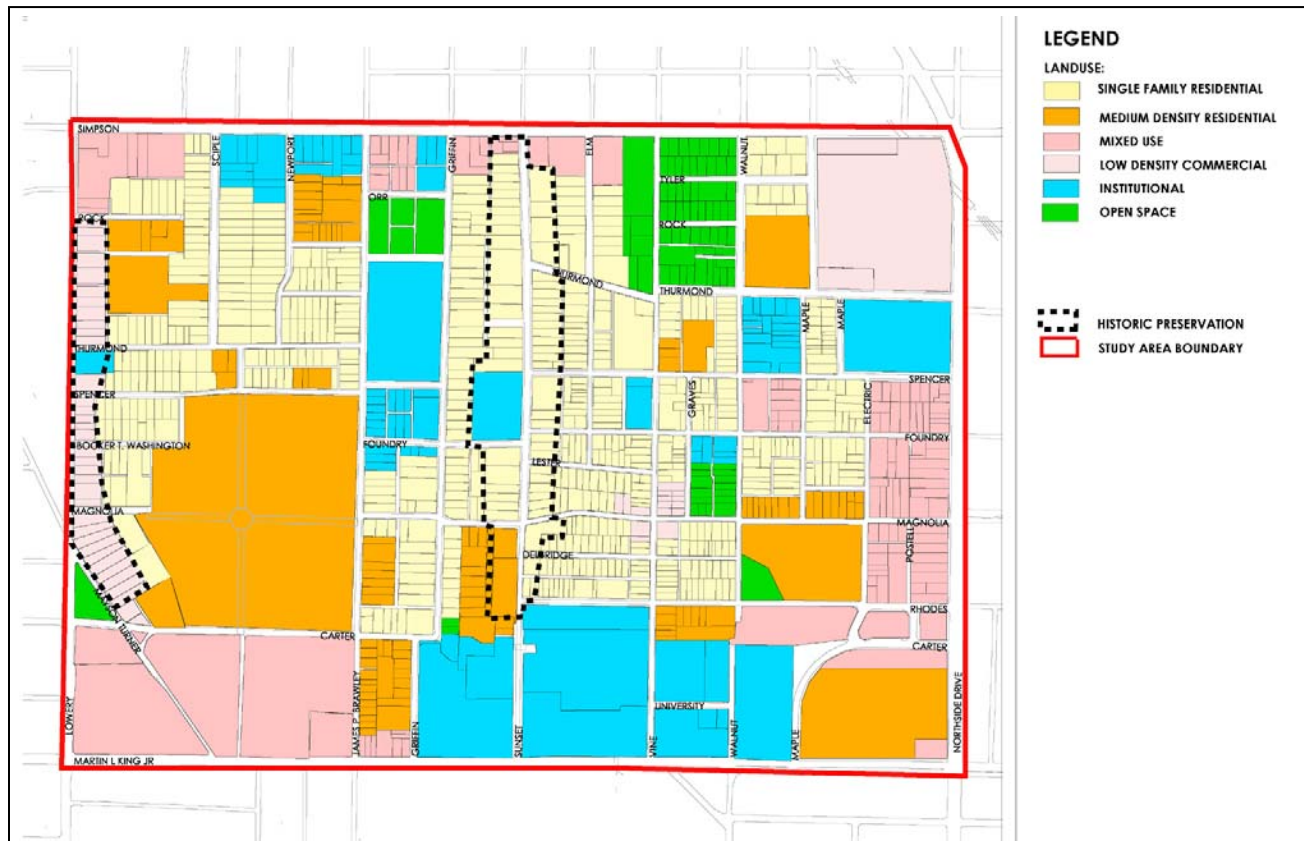 LEGEND
LANDUSE:
SINGLE FAMILY RESIDENTIAL
MEDIUM DENSITY RESIDENTIAL
MIXED USE
LOW DENSITY COMMERCIAL
INSTITUTIONAL
OPEN SPACE
HISTORIC PRESERVATION
STUDY AREA BOUNDARY
SIMPSON
SCIPLE
NEWPORT
GRIFFIN
ELM
WALNUT
TYLER
ORR
ROCK
ROCK
THURMOND
THURMOND
MAPLE
MAPLE
THURMOND
SPENCER
SPENCER
GRAVES
ELECTRIC
BOOKER T. WASHINGTON
FOUNDRY
FOUNDRY
LESTER
MAGNOLIA
MAGNOLIA
POSTELL
DELBRIDGE
RHODES
TURNER
CARTER
CARTER
LOWERY
JAMES P. BRAWLEY
GRIFFIN
SUNSET
VINE
UNIVERSITY
WALNUT
MAPLE
NORTHSIDE DRIVE
MARTIN L KING JR